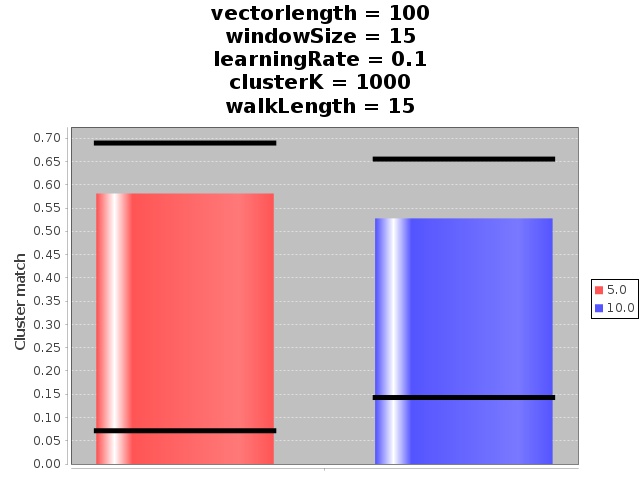 vectorlength = 100
windowSize = 15
learningRate = 0.1
clusterK = 1000
walkLength = 15
Cluster match
0.70
0.65
0.60
0.55
0.50
0.45
0.40
0.35
0.30
0.25
0.20
0.15
0.10
0.05
0.00
5.0
10.0